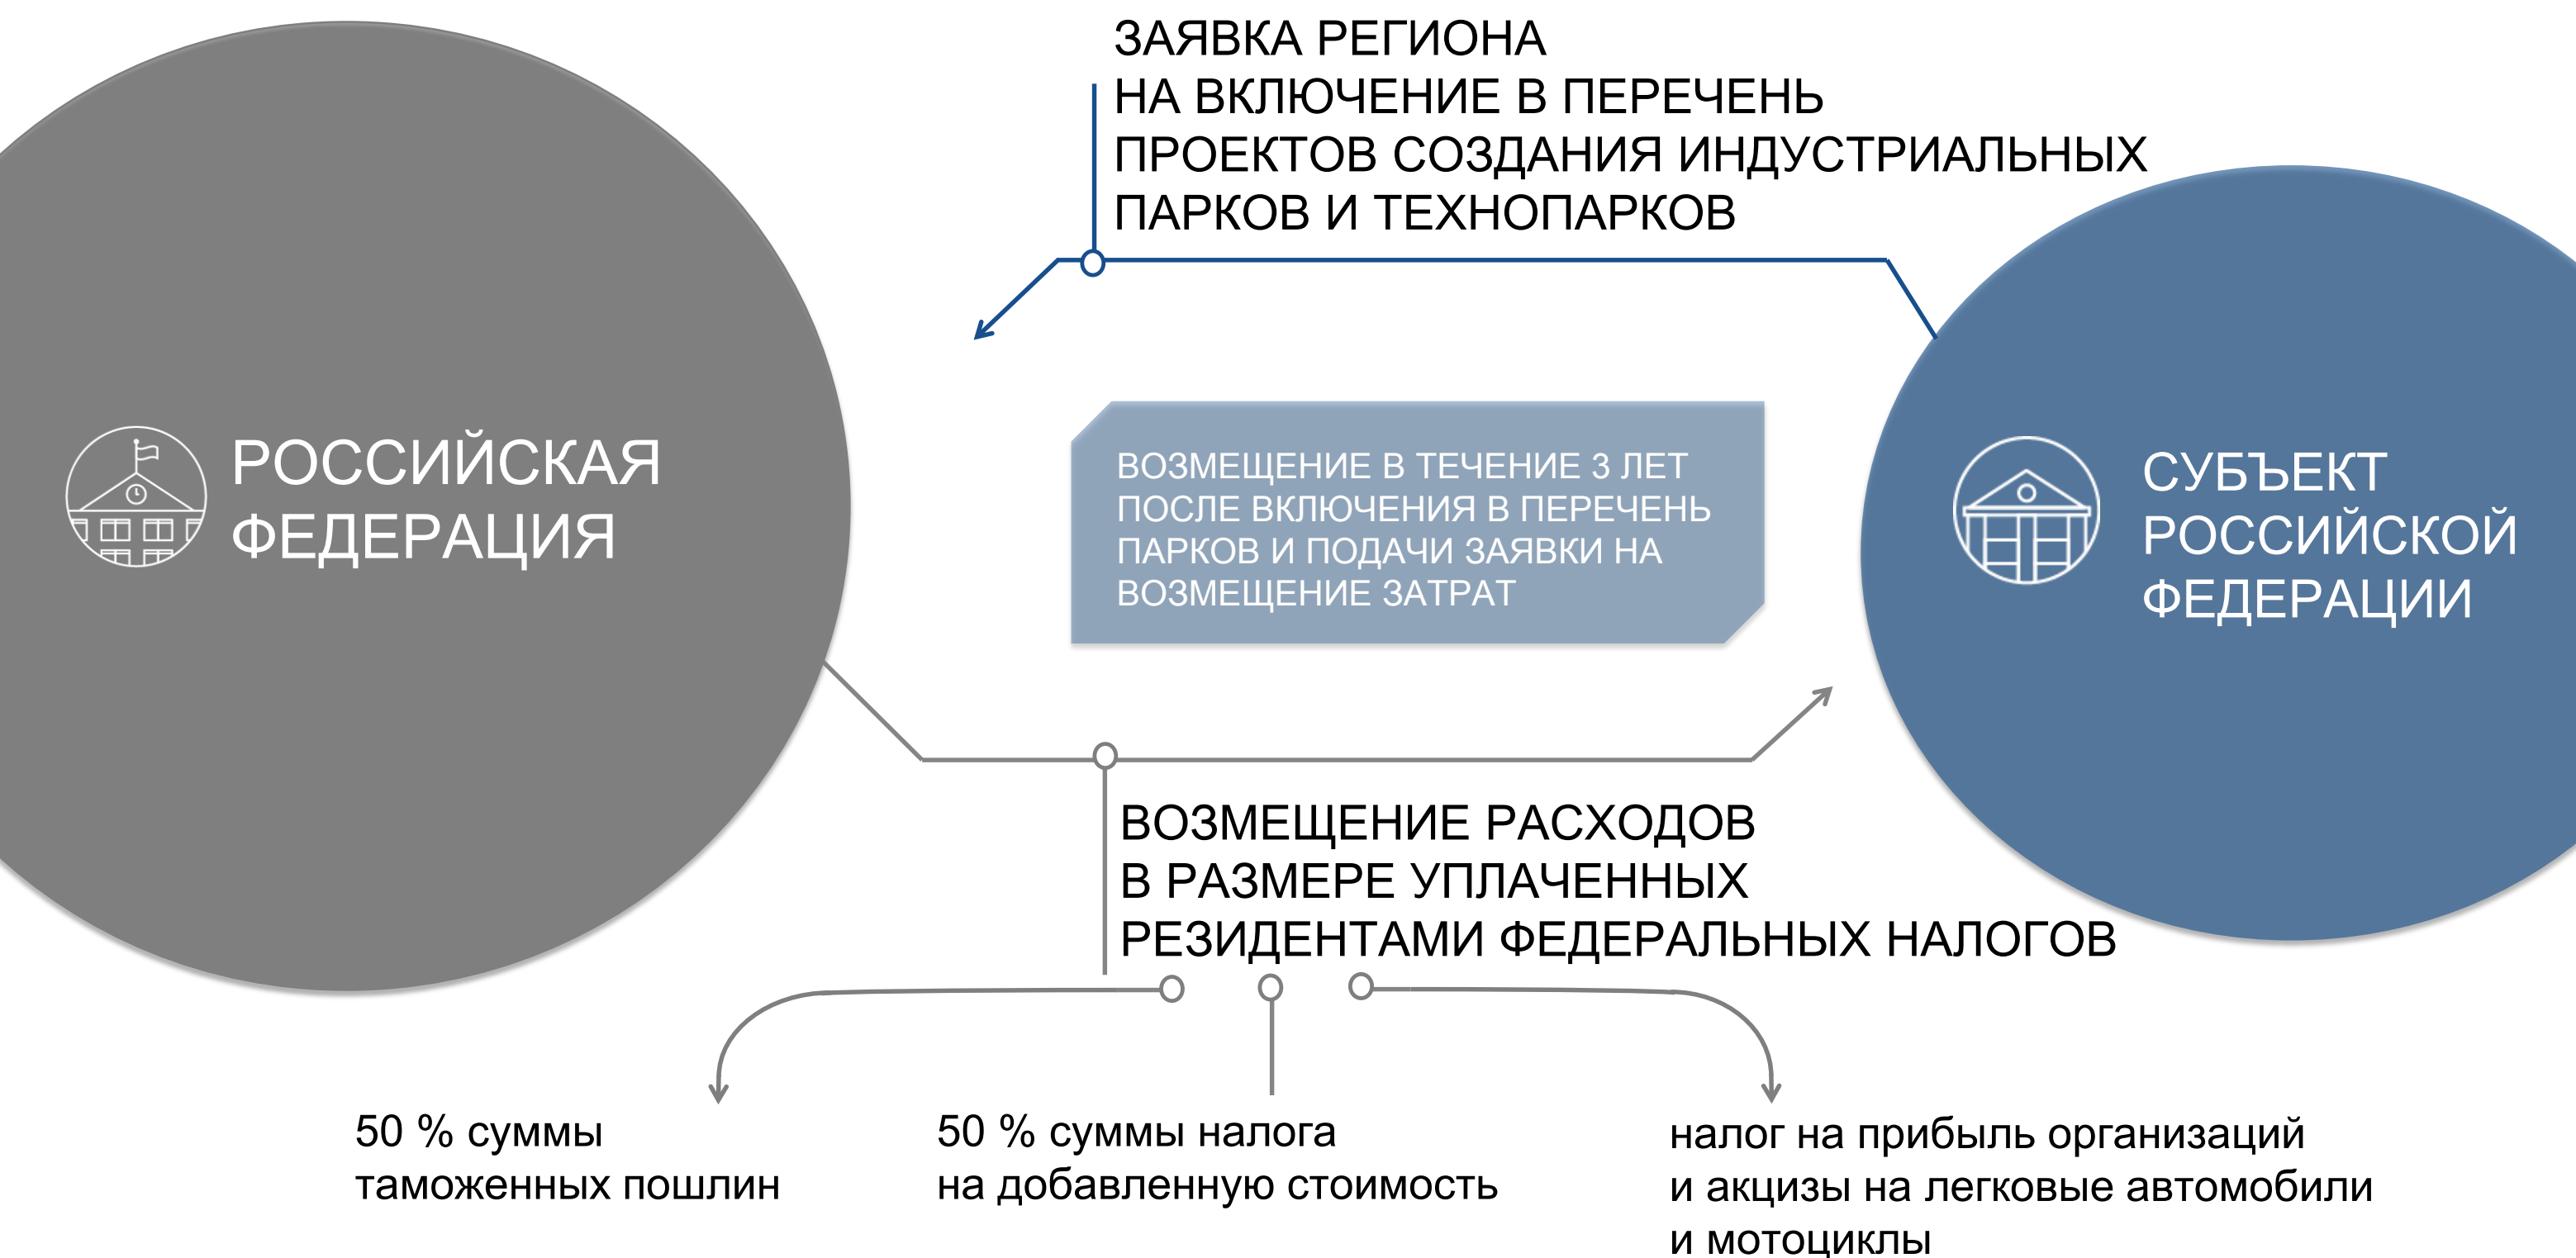 ЗАЯВКА РЕГИОНА
НА ВКЛЮЧЕНИЕ В ПЕРЕЧЕНЬ
ПРОЕКТОВ СОЗДАНИЯ ИНДУСТРИАЛЬНЫХ
ПАРКОВ И ТЕХНОПАРКОВ
РОССИЙСКАЯ
ФЕДЕРАЦИЯ
ВОЗМЕЩЕНИЕ В ТЕЧЕНИЕ 3 ЛЕТ
ПОСЛЕ ВКЛЮЧЕНИЯ В ПЕРЕЧЕНЬ
ПАРКОВ И ПОДАЧИ ЗАЯВКИ НА
ВОЗМЕЩЕНИЕ ЗАТРАТ
СУБЪЕКТ
РОССИЙСКОЙ
ФЕДЕРАЦИИ
ВОЗМЕЩЕНИЕ РАСХОДОВ
В РАЗМЕРЕ УПЛАЧЕННЫХ
РЕЗИДЕНТАМИ ФЕДЕРАЛЬНЫХ НАЛОГОВ
50 % суммы
таможенных пошлин
50 % суммы налога
на добавленную стоимость
налог на прибыль организаций
и акцизы на легковые автомобили
и мотоциклы